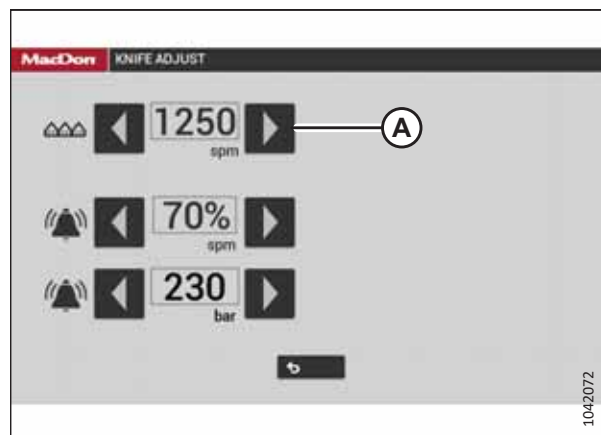 MacDon KNIFE ADJUST
1250
spm
A
70%
spm
230
bar
1042072